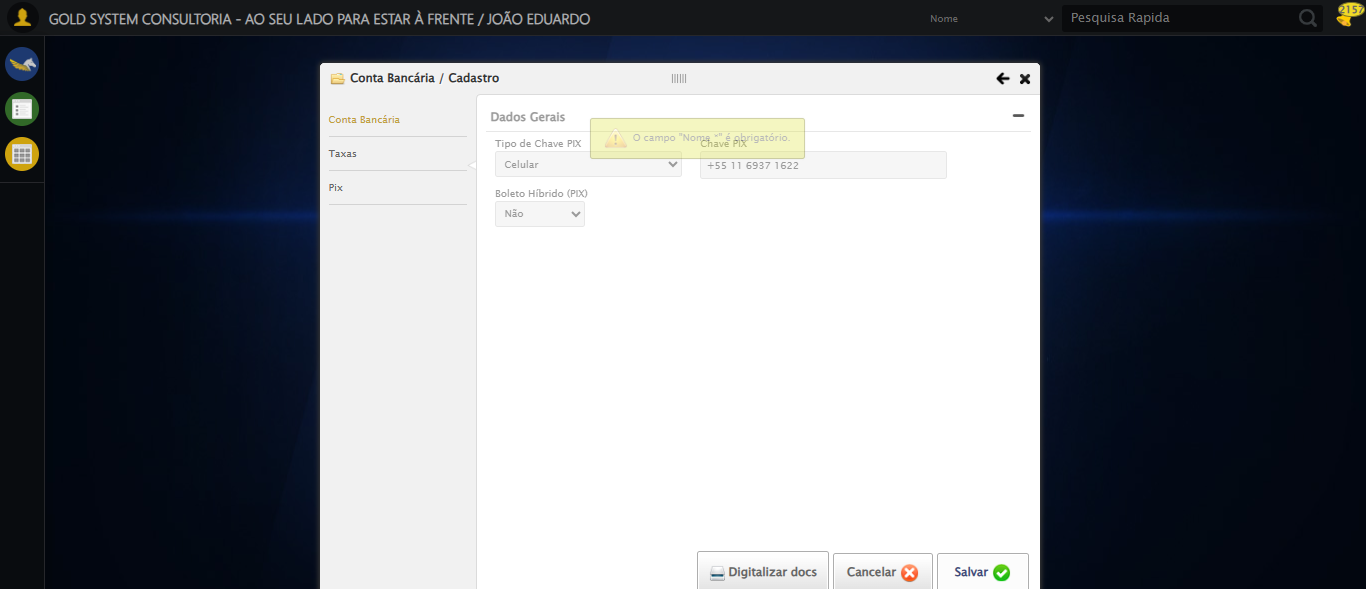 GOLD SYSTEM CONSULTORIA - AO SEU LADO PARA ESTAR À FRENTE / JOÃO EDUARDO
Nome
Pesquisa Rapida
2157
Conta Bancária / Cadastro
Conta Bancária
Taxas
Pix
Dados Gerais
O campo "Nome *" é obrigatório.
Tipo de Chave PIX
Chave PIX
Celular
+55 11 6937 1622
Boleto Híbrido (PIX)
Não
Digitalizar docs
Cancelar
Salvar